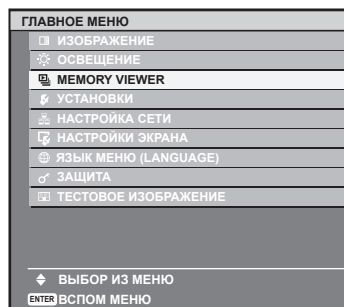 ГЛАВНОЕ МЕНЮ
ИЗОБРАЖЕНИЕ
ОСВЕЩЕНИЕ
MEMORY VIEWER
УСТАНОВКИ
НАСТРОЙКА СЕТИ
НАСТРОЙКИ ЭКРАНА
ЯЗЫК МЕНЮ (LANGUAGE)
ЗАЩИТА
ТЕСТОВОЕ ИЗОБРАЖЕНИЕ
ВЫБОР ИЗ МЕНЮ
ENTER ВСПОМ МЕНЮ